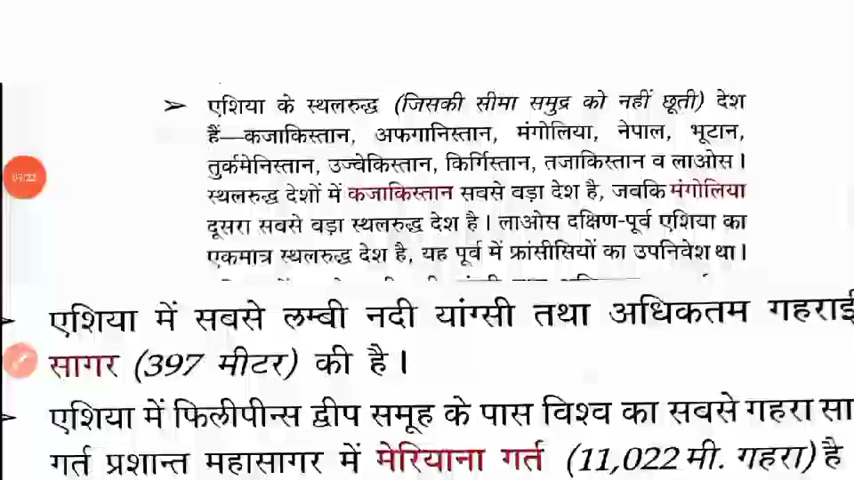 ➢ एशिया के स्थलरुद्ध (जिसकी सीमा समुद्र को नहीं छूती) देश
हैं—कजाकिस्तान, अफगानिस्तान, मंगोलिया, नेपाल, भूटान,
तुर्कमेनिस्तान, उज्वेकिस्तान, किर्गिस्तान, तजाकिस्तान व लाओस।
स्थलरुद्ध देशों में कजाकिस्तान सबसे बड़ा देश है, जबकि मंगोलिया
दूसरा सबसे बड़ा स्थलरुद्ध देश है। लाओस दक्षिण-पूर्व एशिया का
एकमात्र स्थलरुद्ध देश है, यह पूर्व में फ्रांसीसियों का उपनिवेश था।
एशिया में सबसे लम्बी नदी यांग्सी तथा अधिकतम गहराई
सागर (397 मीटर) की है।
एशिया में फिलीपीन्स द्वीप समूह के पास विश्व का सबसे गहरा सा
गर्त प्रशान्त महासागर में मेरियाना गर्त (11,022 मी. गहरा) है